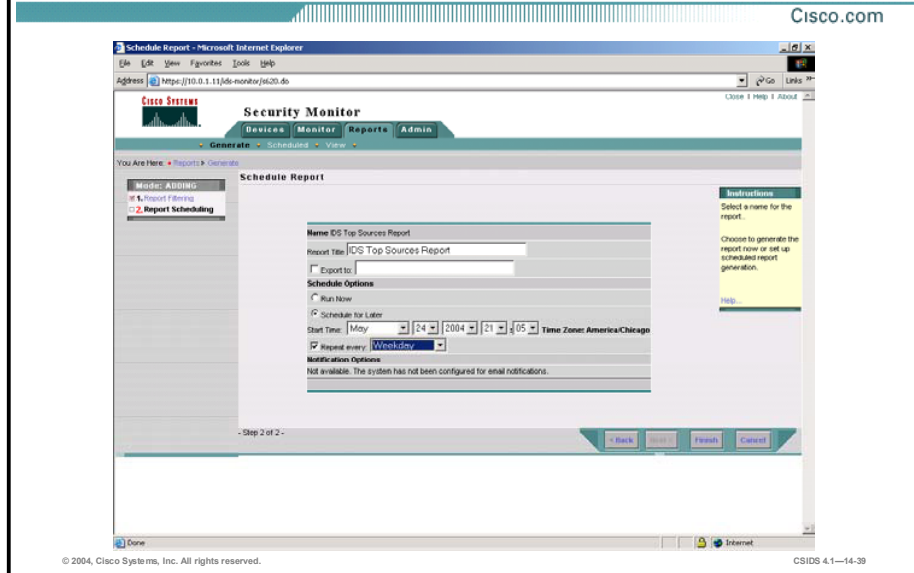 Cisco.com
Schedule Report - Microsoft Internet Explorer
File Edit View Favorites Tools Help
Address https://10.0.1.11/ids-monitor/s620.do Go Links »
Close | Help | About
CISCO SYSTEMS
Security Monitor
Devices Monitor Reports Admin
Generate Scheduled View
You Are Here: Reports Generate
Schedule Report
Mode: ADDING
1. Report Filtering
2. Report Scheduling
Name IDS Top Sources Report
Report Title IDS Top Sources Report
Export to:
Schedule Options
Run Now
Schedule for Later
Start Time: May 24 2004 21 : 05 Time Zone: America/Chicago
Repeat every: Weekday
Notification Options
Not available. The system has not been configured for email notifications.
Instructions
Select a name for the
report.
Choose to generate the
report now or set up
scheduled report
generation.
Help...
- Step 2 of 2 -
< Back Next > Finish Cancel
Done Internet
© 2004, Cisco Systems, Inc. All rights reserved.
CSIDS 4.1—14-39